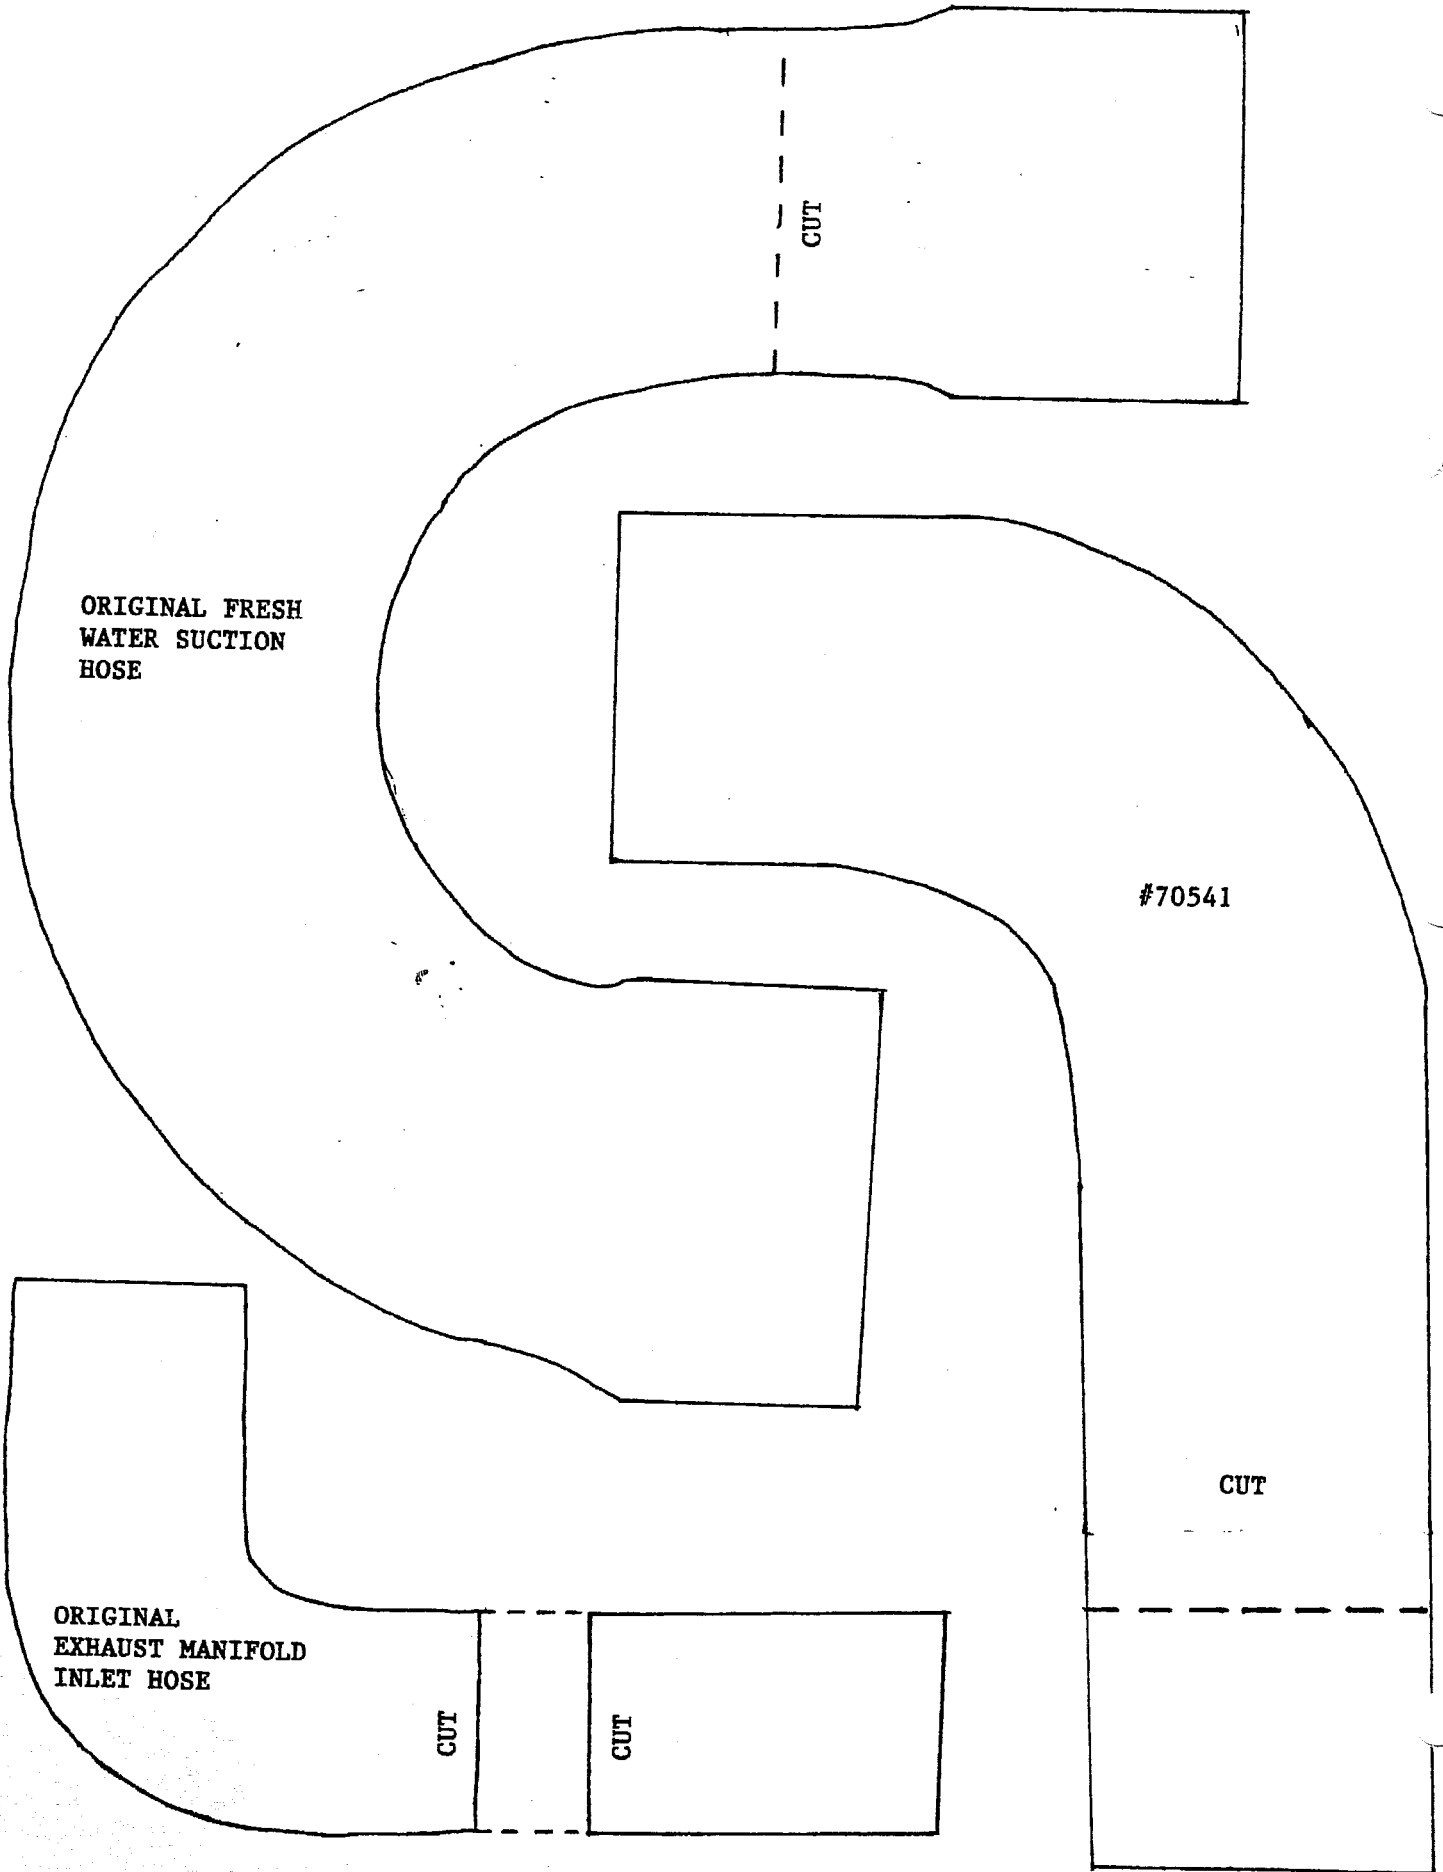 CUT
ORIGINAL FRESH
WATER SUCTION
HOSE
#70541
CUT
ORIGINAL
EXHAUST MANIFOLD
INLET HOSE
CUT
CUT